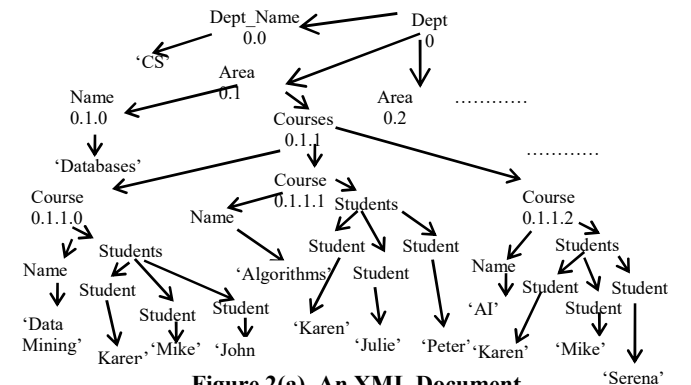 Dept_Name
0.0
Dept
0
'CS'
Area
0.1
Name
0.1.0
Area
0.2
…………
Courses
0.1.1
'Databases'
…………
Course
0.1.1.0
Course
0.1.1.1
Students
Course
0.1.1.2
Name
Students
Student
Student
Students
Name
Student
'Algorithms'
Student
Name
Student
Student
Student
Student
Student
'AI'
Student
'Data
Mining'
Karen'
'Mike'
'John
'Karen'
'Julie'
'Peter'
'Karen'
'Mike'
'Serena'
Figure 2(a). An XML Document